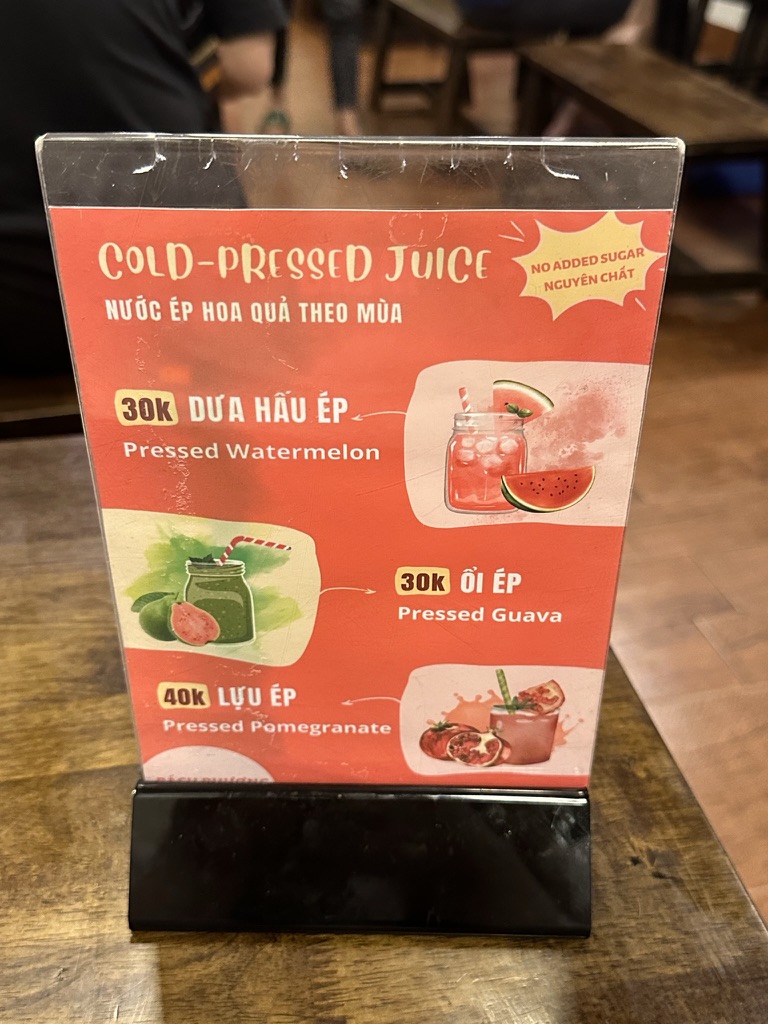 COLD-PRESSED JUICE
NO ADDED SUGAR
NGUYÊN CHẤT
NƯỚC ÉP HOA QUẢ THEO MÙA
30K DƯA HẤU ÉP
Pressed Watermelon
30K ỔI ÉP
Pressed Guava
40K LỰU ÉP
Pressed Pomegranate